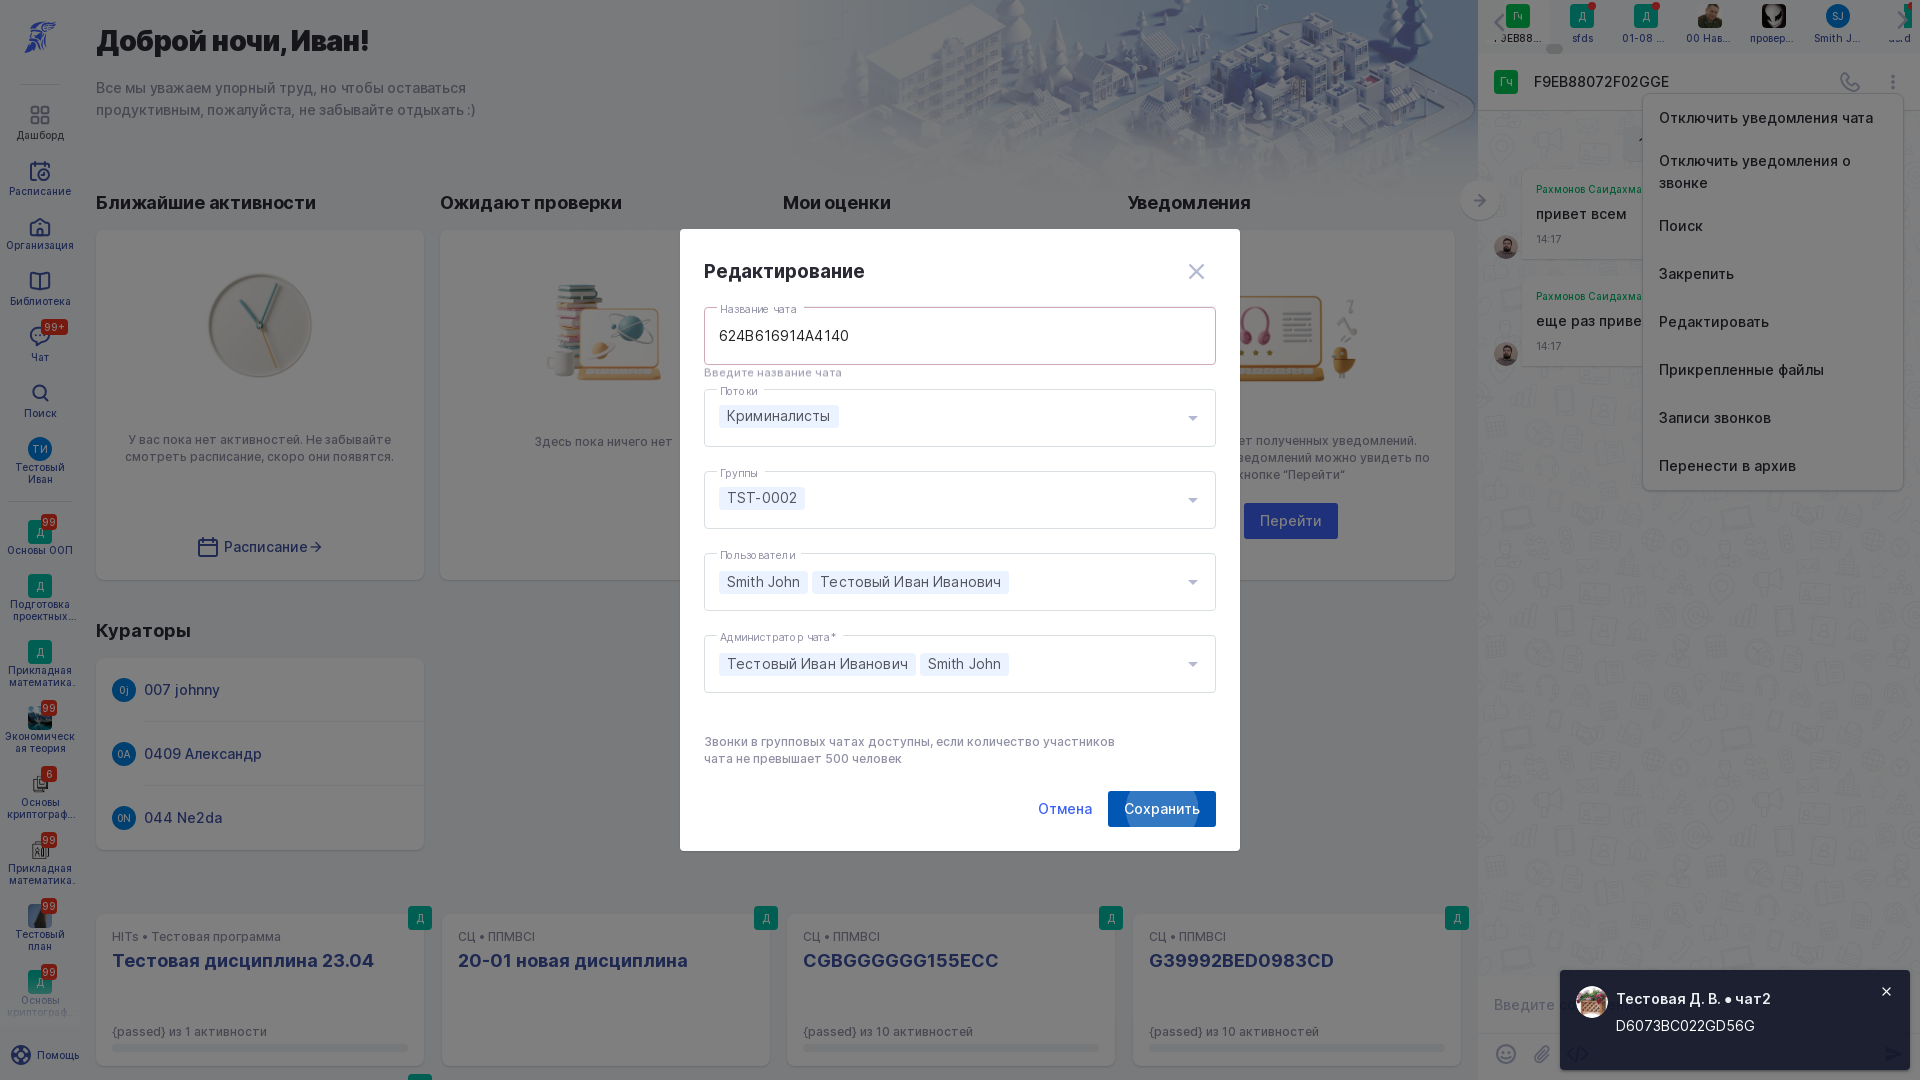 Доброй ночи, Иван!
Все мы уважаем упорный труд, но чтобы оставаться
продуктивным, пожалуйста, не забывайте отдыхать :)
Дашборд
Расписание
Организация
Библиотека
99+
Чат
Поиск
ТИ
Тестовый
Иван
99
Д
Основы ООП
Д
Подготовка
проектных...
Д
Прикладная
математика.
99
Экономическ
ая теория
6
Основы
криптограф...
99
Прикладная
математика.
99
Тестовый
план
99
Д
Основы
криптограф..
Помощь
Ближайшие активности
У вас пока нет активностей. Не забывайте
смотреть расписание, скоро они появятся.
Расписание
Ожидают проверки
Здесь пока ничего нет
Мои оценки
Уведомления
ет полученных уведомлений.
ведомлений можно увидеть по
кнопке “Перейти”
Перейти
Кураторы
0j 007 johnny
0A 0409 Александр
0N 044 Ne2da
Д
HITs • Тестовая программа
Тестовая дисциплина 23.04
{passed} из 1 активности
Д
СЦ • ППМВCI
20-01 новая дисциплина
Д
СЦ • ППМВCI
CGBGGGGGG155ECC
{passed} из 10 активностей
Д
СЦ • ППМВCI
G39992BED0983CD
{passed} из 10 активностей
Д
Редактирование
Название чата
624B616914A4140
Введите название чата
Потоки
Криминалисты
Группы
TST-0002
Пользователи
Smith John Тестовый Иван Иванович
Администратор чата*
Тестовый Иван Иванович Smith John
Звонки в групповых чатах доступны, если количество участников
чата не превышает 500 человек
Отмена Сохранить
Гч Д Д SJ
sfds 01-08 ... 00 Нав... провер... Smith J...
Гч F9EB88072F02GGE
Отключить уведомления чата
Отключить уведомления о
звонке
Поиск
Закрепить
Редактировать
Прикрепленные файлы
Записи звонков
Перенести в архив
Рахмонов Саидахма
привет всем
14:17
Рахмонов Саидахма
еще раз приве
14:17
Введите
Тестовая Д. В. ● чат2
D6073BC022GD56G